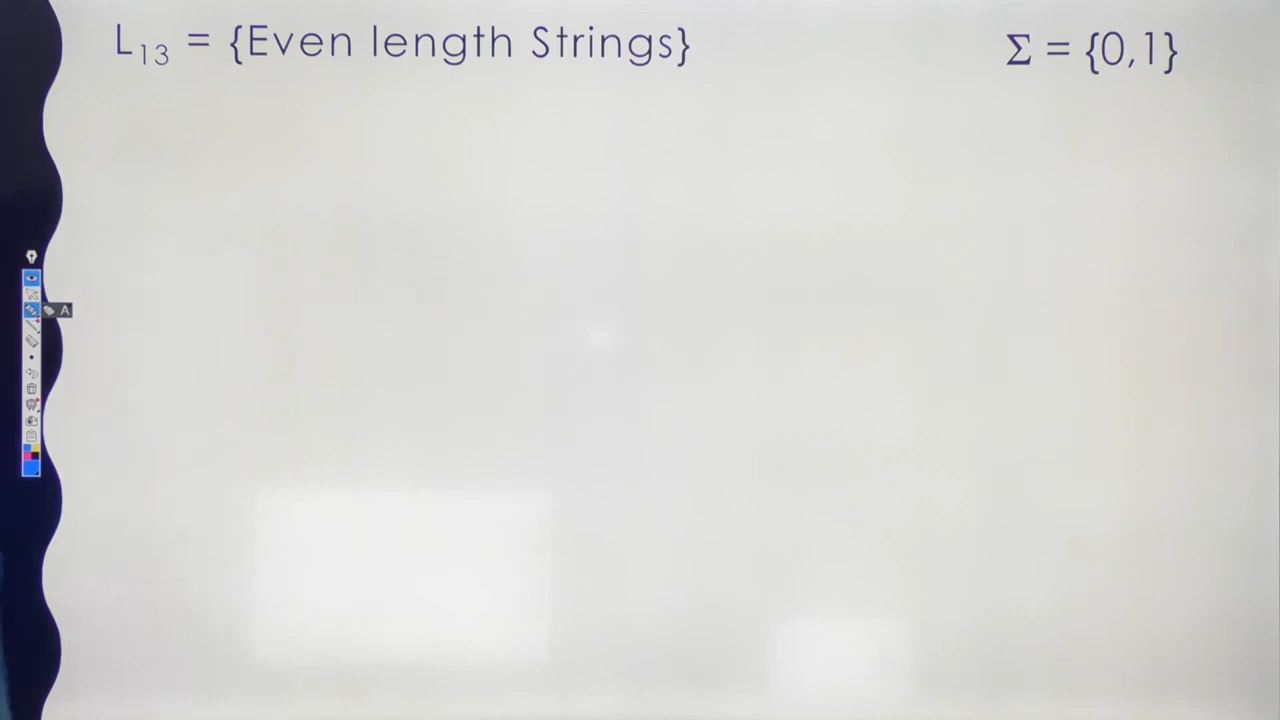 L₁₃ = {Even length Strings}
Σ = {0,1}
A